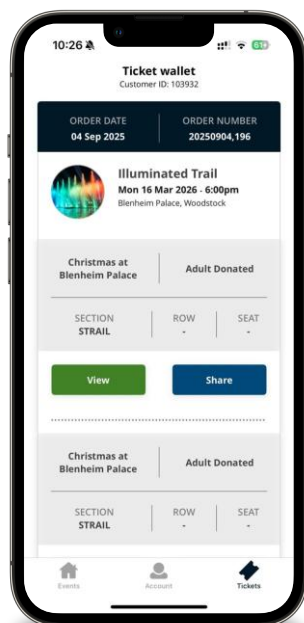 10:26
61
Ticket wallet
Customer ID: 103932
ORDER DATE
04 Sep 2025
ORDER NUMBER
20250904,196
Illuminated Trail
Mon 16 Mar 2026 - 6:00pm
Blenheim Palace, Woodstock
Christmas at
Blenheim Palace
Adult Donated
SECTION
STRAIL
ROW
-
SEAT
-
View
Share
Christmas at
Blenheim Palace
Adult Donated
SECTION
STRAIL
ROW
-
SEAT
-
Events
Account
Tickets